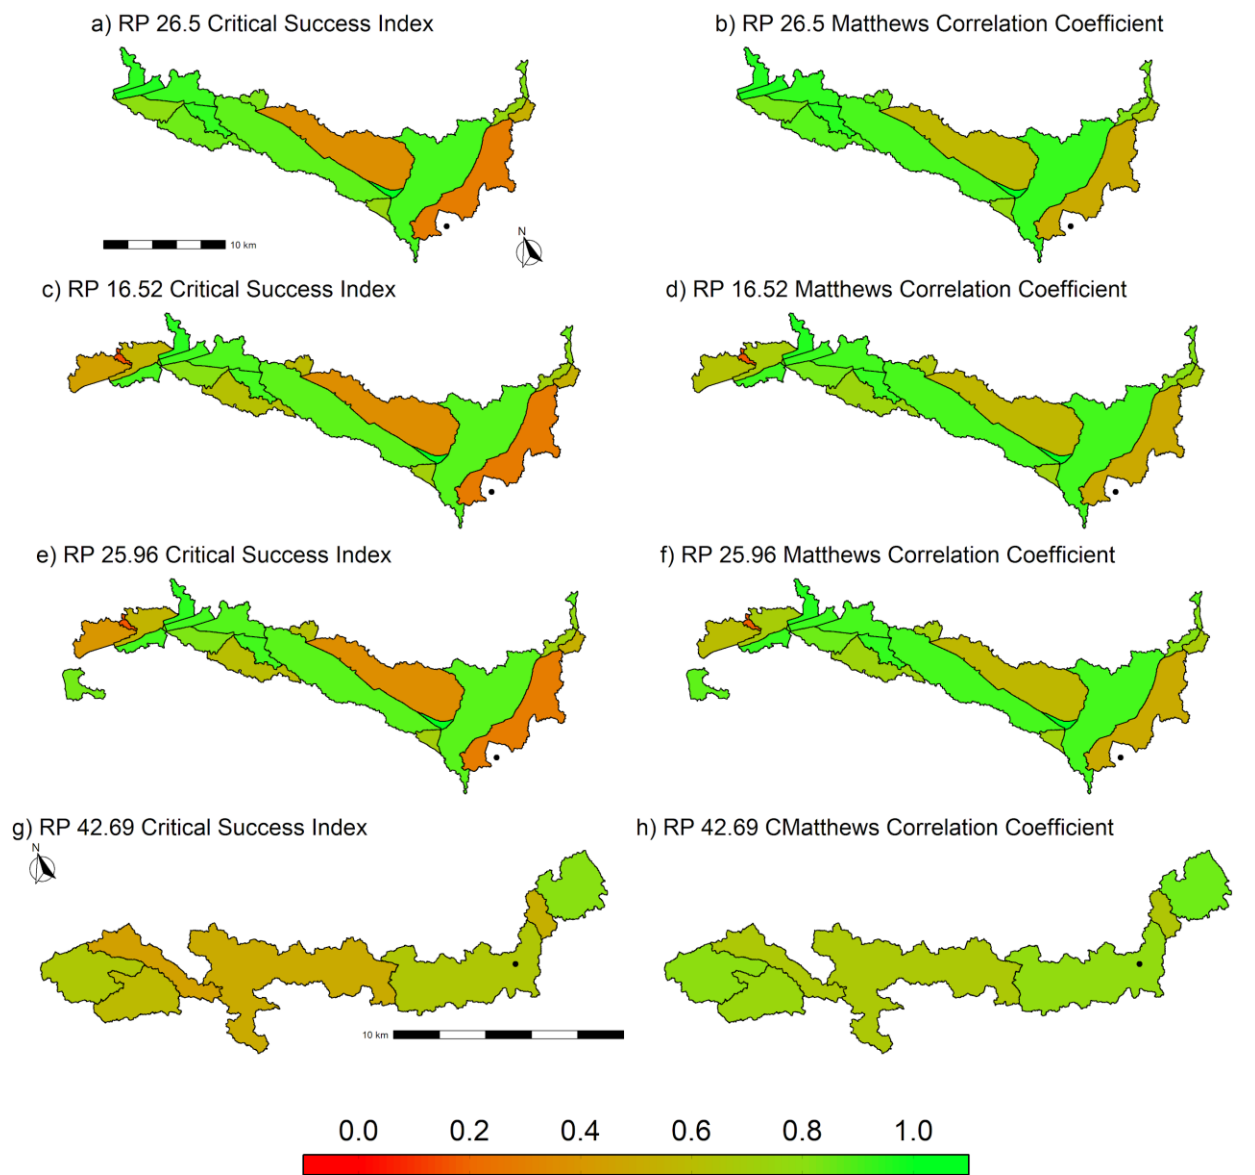 a) RP 26.5 Critical Success Index
b) RP 26.5 Matthews Correlation Coefficient
10 km
N
c) RP 16.52 Critical Success Index
d) RP 16.52 Matthews Correlation Coefficient
e) RP 25.96 Critical Success Index
f) RP 25.96 Matthews Correlation Coefficient
g) RP 42.69 Critical Success Index
h) RP 42.69 CMatthews Correlation Coefficient
N
10 km
0.0 0.2 0.4 0.6 0.8 1.0